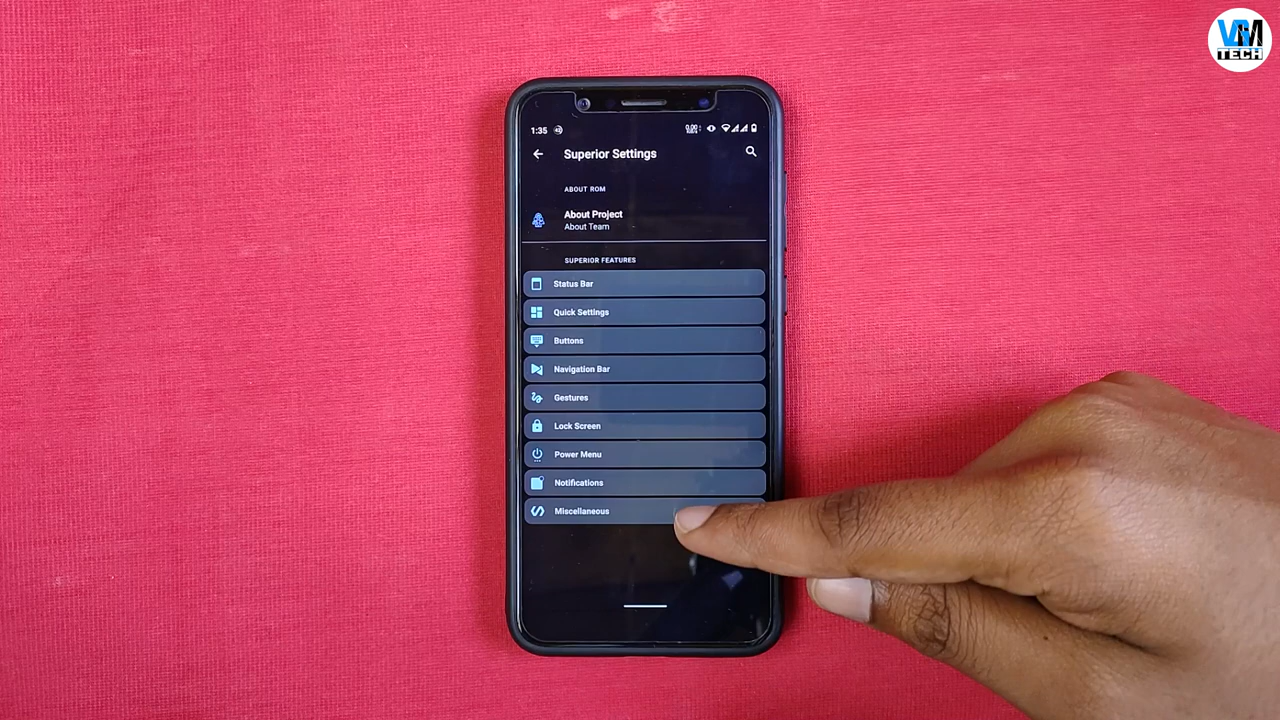 VGM
TECH
1:35
Superior Settings
ABOUT ROM
About Project
About Team
SUPERIOR FEATURES
Status Bar
Quick Settings
Buttons
Navigation Bar
Gestures
Lock Screen
Power Menu
Notifications
Miscellaneous